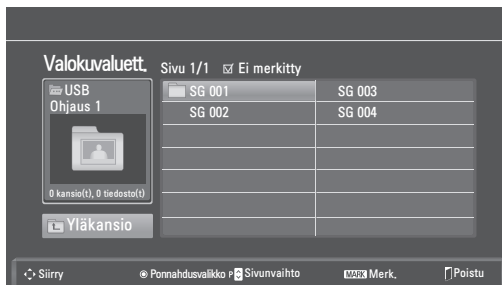 Valokuvaluett. Sivu 1/1 Ei merkitty
USB
Ohjaus 1
SG 001 SG 003
SG 002 SG 004
0 kansio(t), 0 tiedosto(t)
Yläkansio
Siirry Ponnahdusvalikko P Sivunvaihto MARK Merk. Poistu